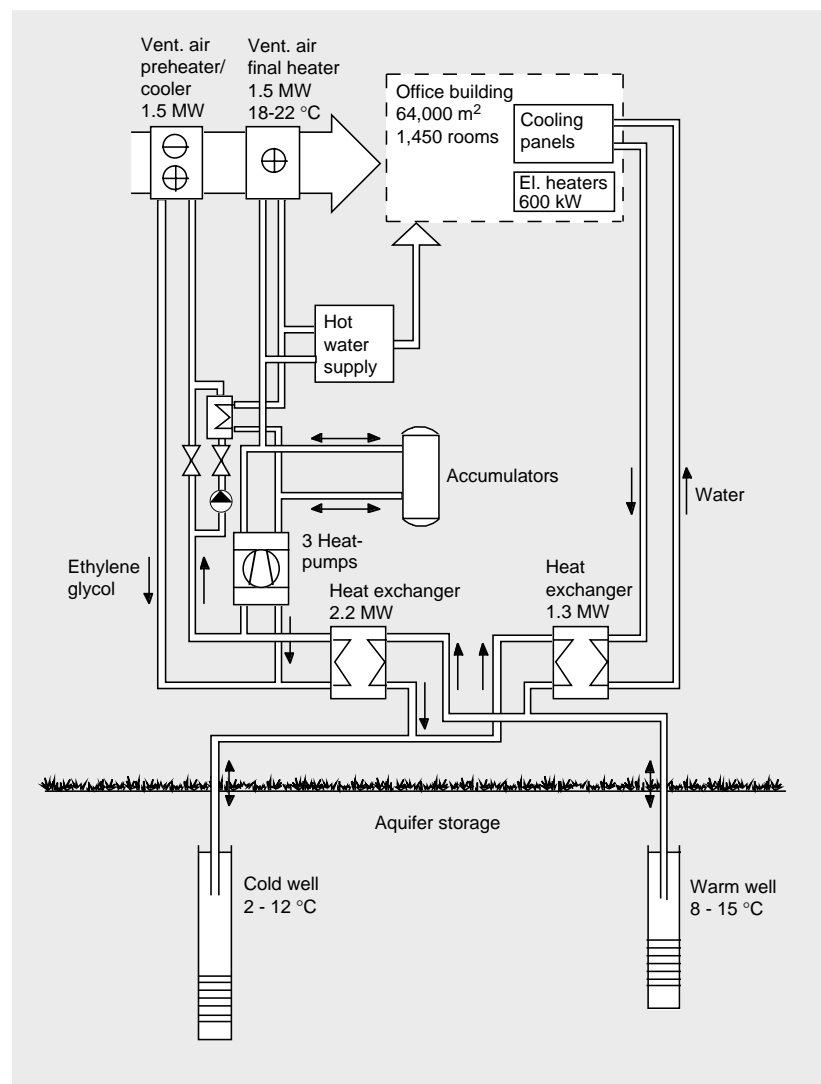 Vent. air
preheater/
cooler
1.5 MW
Vent. air
final heater
1.5 MW
18-22 °C
Office building
64,000 m2
1,450 rooms
Cooling
panels
El. heaters
600 kW
Hot
water
supply
Accumulators
Water
3 Heat-
pumps
Ethylene
glycol
Heat exchanger
2.2 MW
Heat
exchanger
1.3 MW
Aquifer storage
Cold well
2 - 12 °C
Warm well
8 - 15 °C